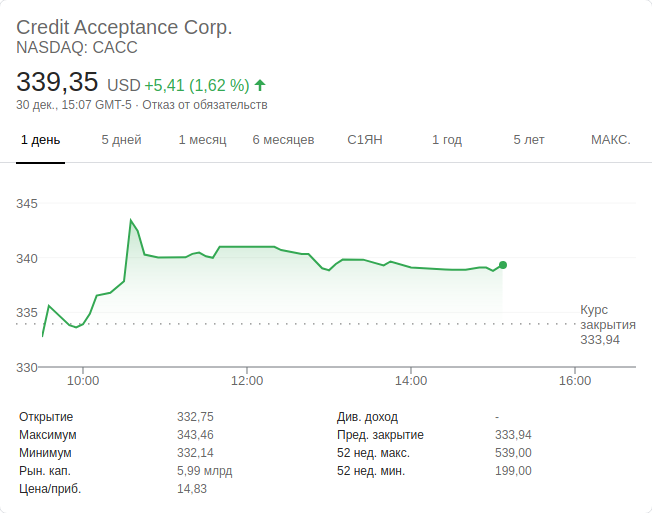 Credit Acceptance Corp.
NASDAQ: CACC
339,35 USD +5,41 (1,62 %)
30 дек., 15:07 GMT-5 · Отказ от обязательств
1 день 5 дней 1 месяц 6 месяцев С1ЯН 1 год 5 лет МАКС.
345
340
335
330
Курс
закрытия
333,94
10:00 12:00 14:00 16:00
Открытие 332,75
Максимум 343,46
Минимум 332,14
Рын. кап. 5,99 млрд
Цена/приб. 14,83
Див. доход -
Пред. закрытие 333,94
52 нед. макс. 539,00
52 нед. мин. 199,00